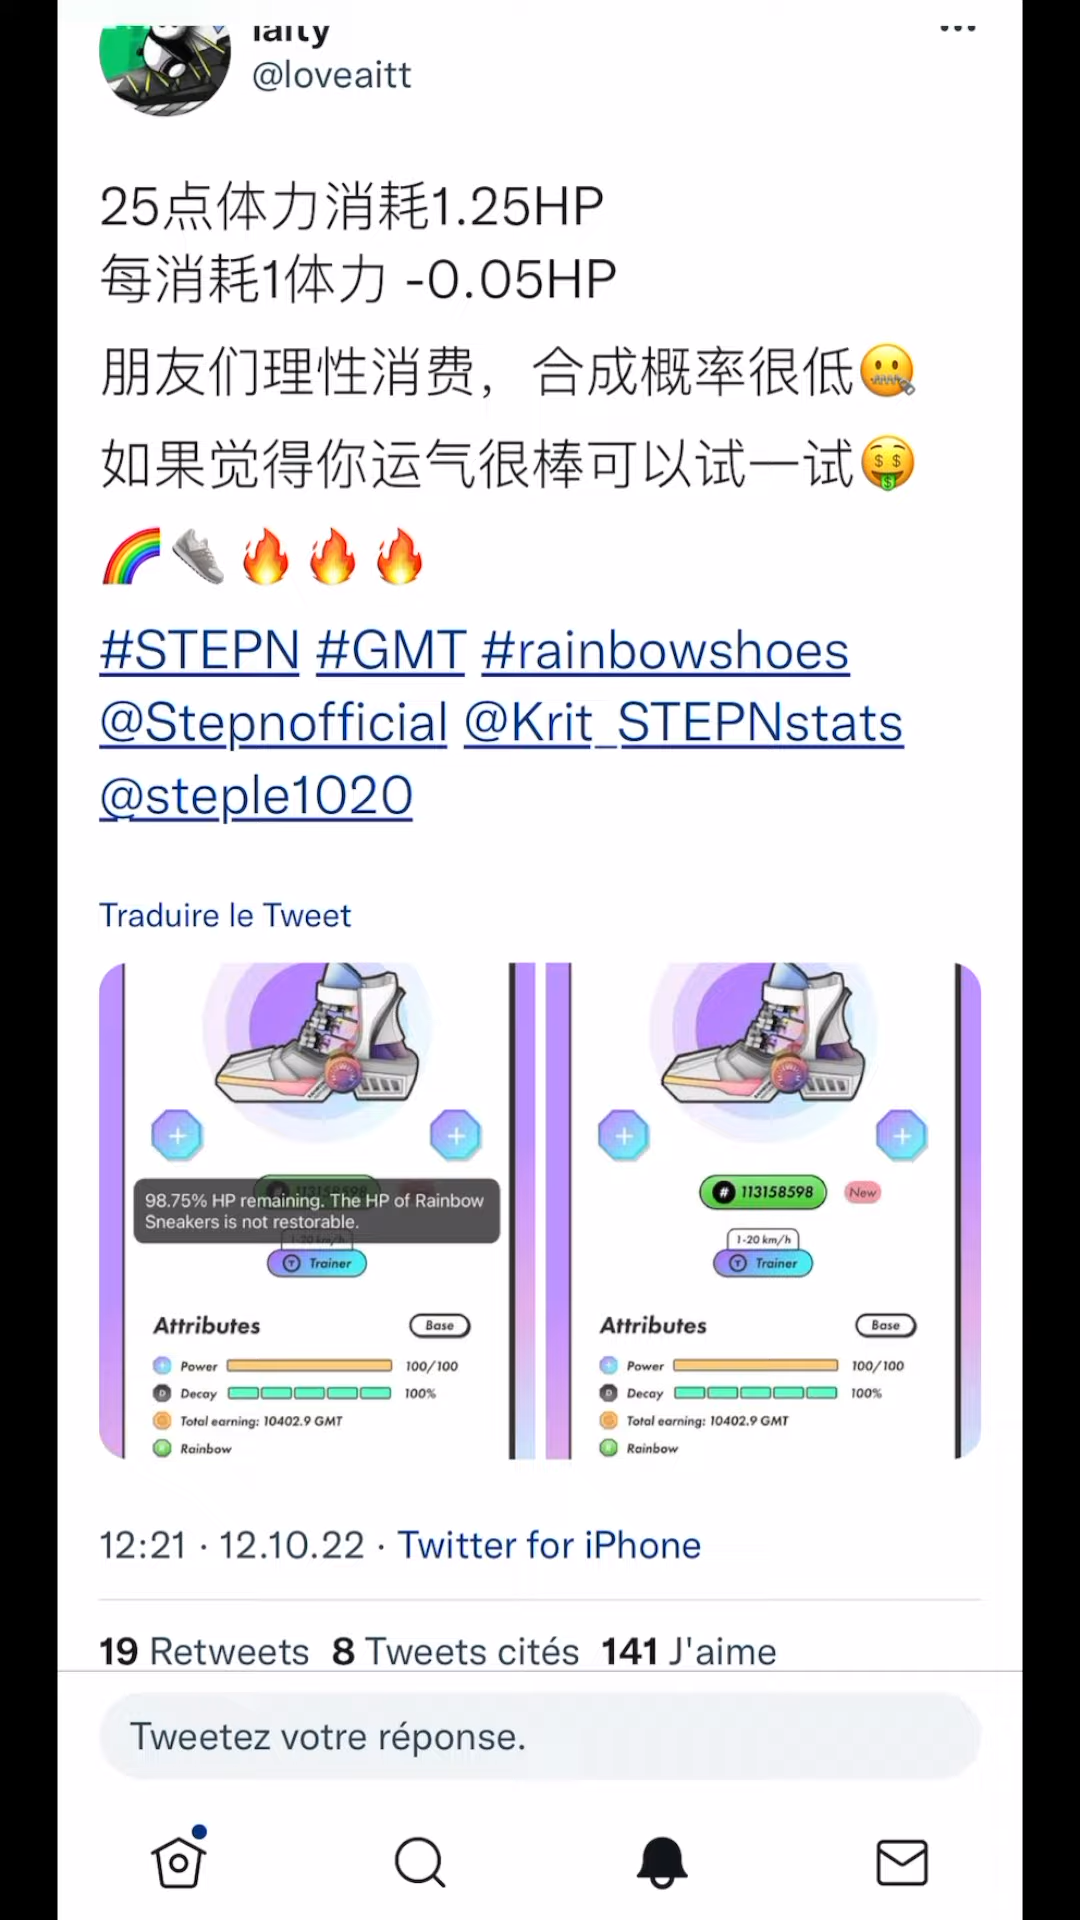 @loveaitt
25点体力消耗1.25HP
每消耗1体力 -0.05HP
朋友们理性消费，合成概率很低🤐
如果觉得你运气很棒可以试一试🤑
🌈👟🔥🔥🔥
#STEPN #GMT #rainbowshoes
@Stepnofficial @Krit_STEPNstats
@steple1020
Traduire le Tweet
98.75% HP remaining. The HP of Rainbow
Sneakers is not restorable.
1-20 km/h
Trainer
Attributes Base
Power 100/100
Decay 100%
Total earning: 10402.9 GMT
Rainbow
# 113158598 New
1-20 km/h
Trainer
Attributes Base
Power 100/100
Decay 100%
Total earning: 10402.9 GMT
Rainbow
12:21 · 12.10.22 · Twitter for iPhone
19 Retweets 8 Tweets cités 141 J'aime
Tweetez votre réponse.